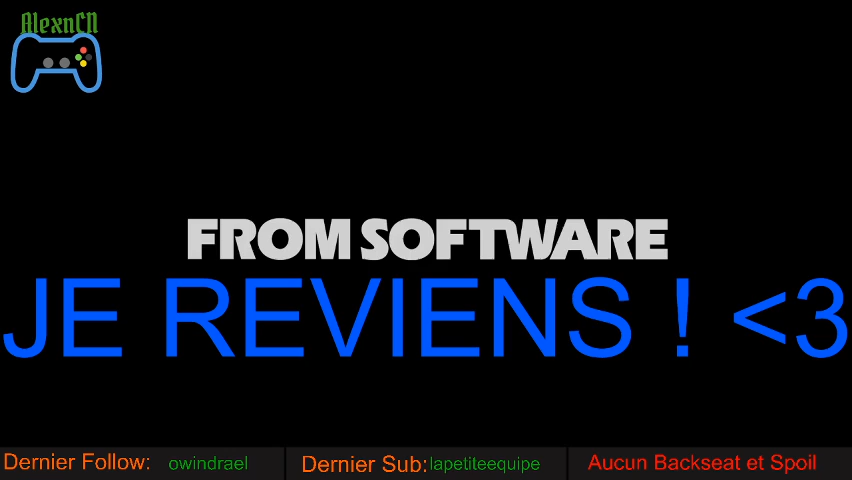 AlexnCN
FROM SOFTWARE
JE REVIENS ! <3
Dernier Follow: owindrael
Dernier Sub: lapetiteequipe
Aucun Backseat et Spoil